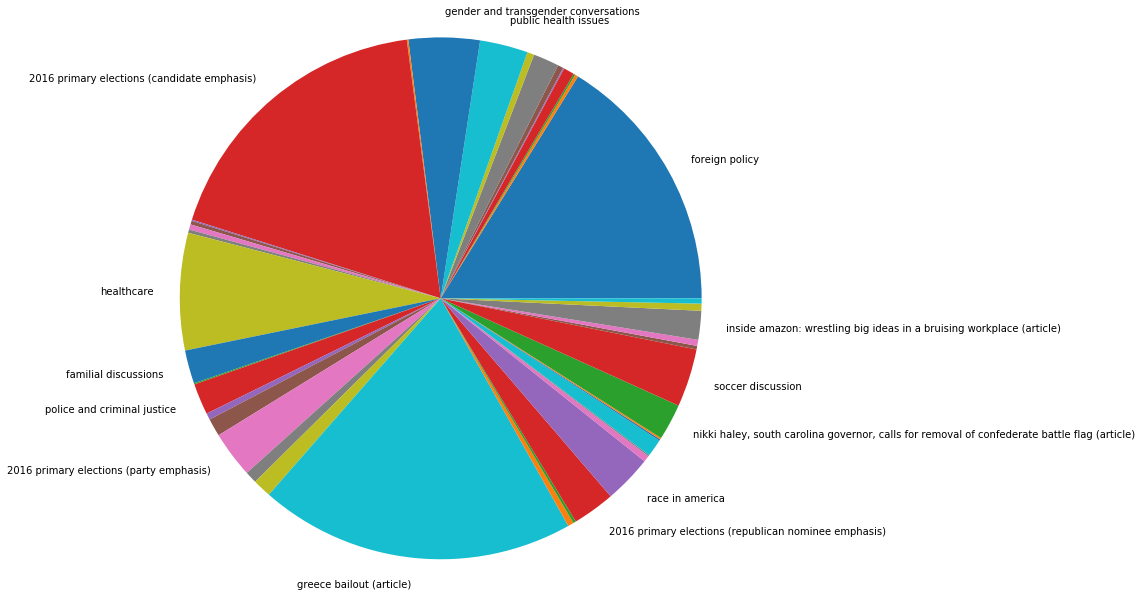 gender and transgender conversations
public health issues
2016 primary elections (candidate emphasis)
foreign policy
healthcare
inside amazon: wrestling big ideas in a bruising workplace (article)
familial discussions
soccer discussion
police and criminal justice
nikki haley, south carolina governor, calls for removal of confederate battle flag (article)
2016 primary elections (party emphasis)
race in america
2016 primary elections (republican nominee emphasis)
greece bailout (article)